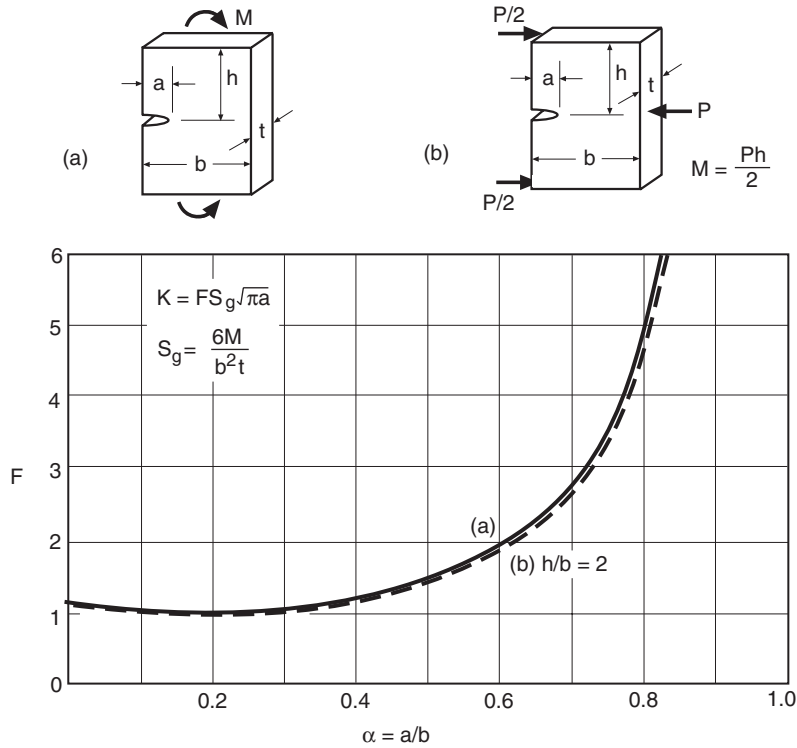 M
a
h
t
b
(a)
P/2
a
h
t
P
b
(b)
P/2
M = Ph/2
K = FS_g√πa
S_g = 6M/b²t
6
5
4
3
2
1
0
F
(a)
(b) h/b = 2
0.2
0.4
0.6
0.8
1.0
α = a/b